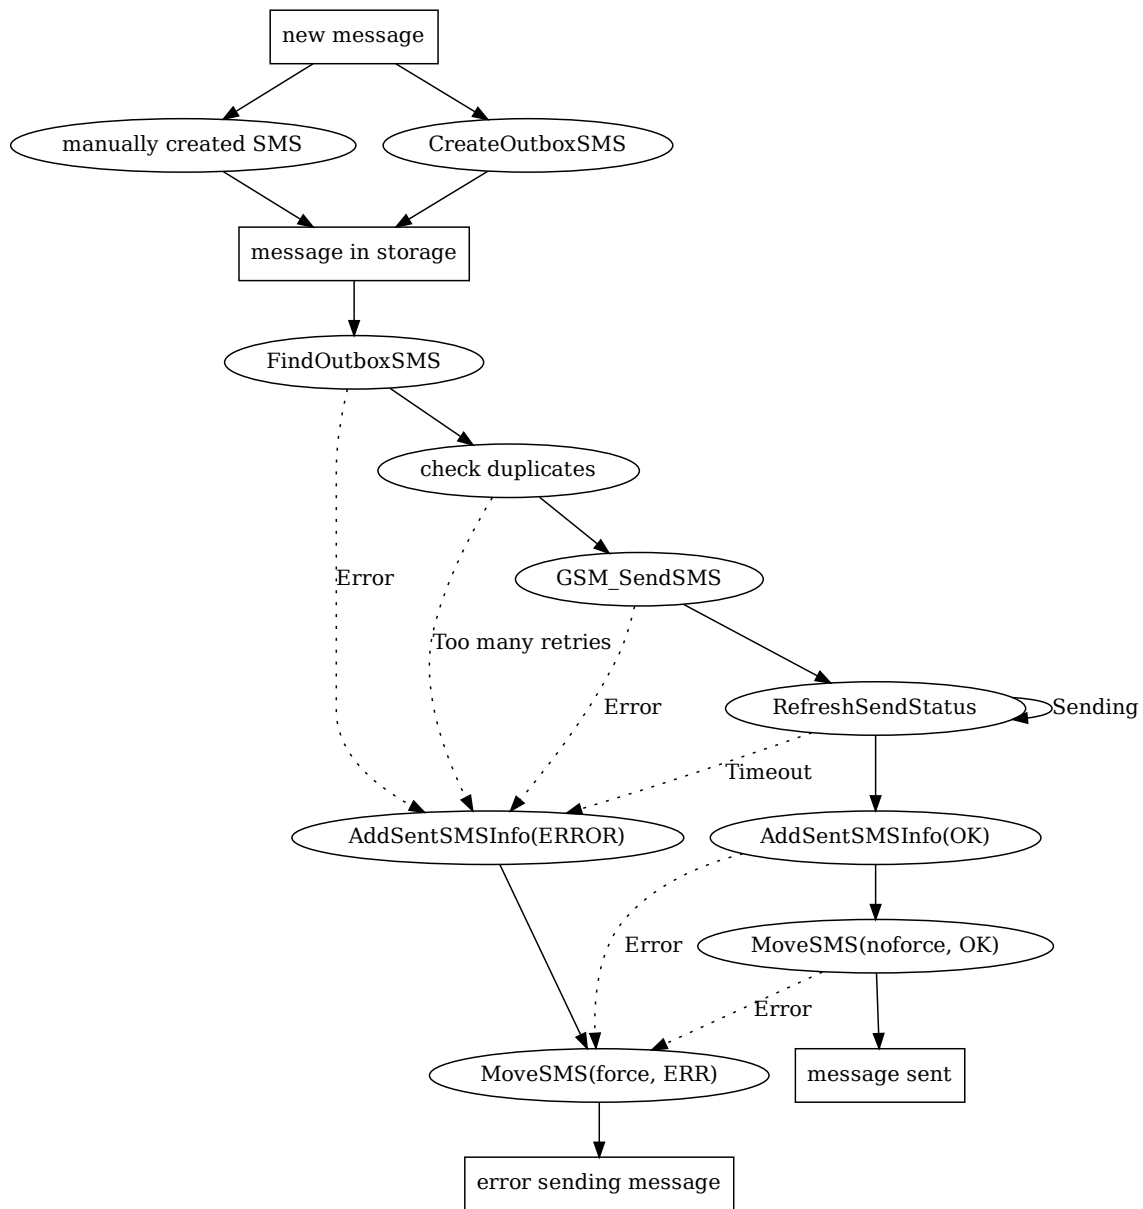 new message
manually created SMS
CreateOutboxSMS
message in storage
FindOutboxSMS
check duplicates
Error
GSM_SendSMS
Too many retries
Error
RefreshSendStatus
Sending
Timeout
AddSentSMSInfo(ERROR)
AddSentSMSInfo(OK)
Error
MoveSMS(noforce, OK)
Error
MoveSMS(force, ERR)
message sent
error sending message